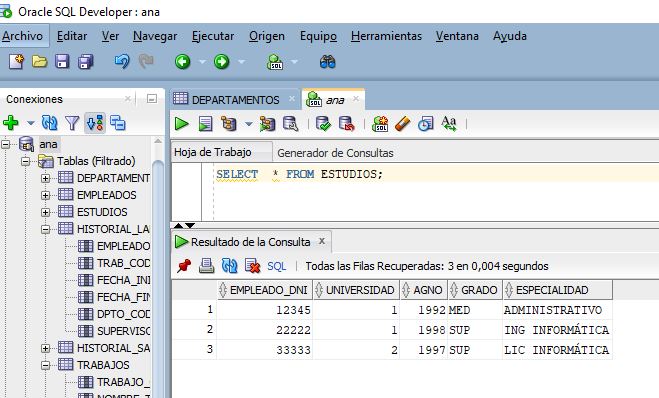 Oracle SQL Developer : ana
Archivo Editar Ver Navegar Ejecutar Origen Equipo Herramientas Ventana Ayuda
Conexiones
ana
Tablas (Filtrado)
DEPARTAMENT
EMPLEADOS
ESTUDIOS
HISTORIAL_LA
EMPLEADO
TRAB_COD
FECHA_INI
FECHA_FIN
DPTO_COD
SUPERVISO
HISTORIAL_SA
TRABAJOS
TRABAJO_
DEPARTAMENTOS ana
SQL
Aa
Hoja de Trabajo Generador de Consultas
SELECT * FROM ESTUDIOS;
Resultado de la Consulta x
SQL | Todas las Filas Recuperadas: 3 en 0,004 segundos
EMPLEADO_DNI UNIVERSIDAD AGNO GRADO ESPECIALIDAD
1 12345 1 1992 MED ADMINISTRATIVO
2 22222 1 1998 SUP ING INFORMÁTICA
3 33333 2 1997 SUP LIC INFORMÁTICA